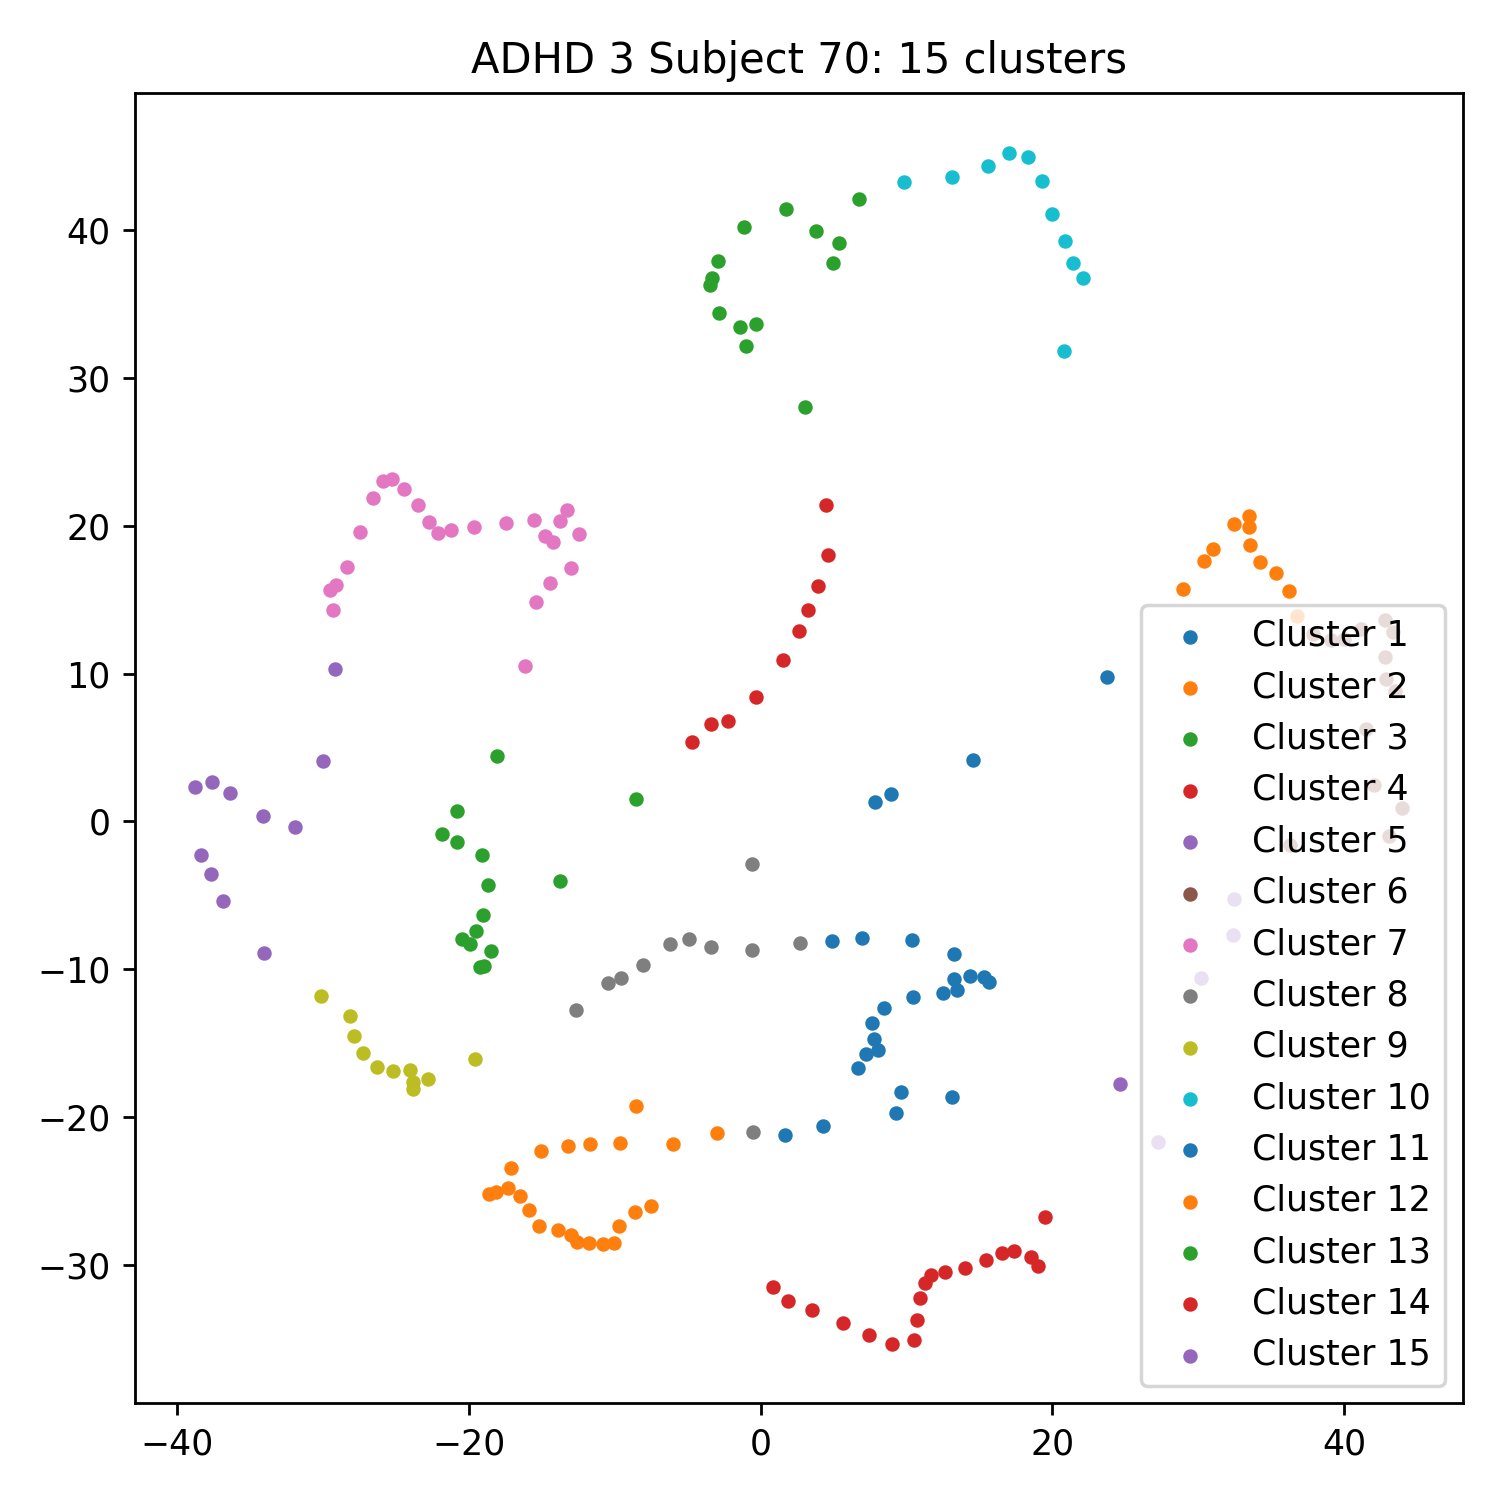 ADHD 3 Subject 70: 15 clusters
40
30
20
10
0
−10
−20
−30
−40
−20
0
20
40
Cluster 1
Cluster 2
Cluster 3
Cluster 4
Cluster 5
Cluster 6
Cluster 7
Cluster 8
Cluster 9
Cluster 10
Cluster 11
Cluster 12
Cluster 13
Cluster 14
Cluster 15